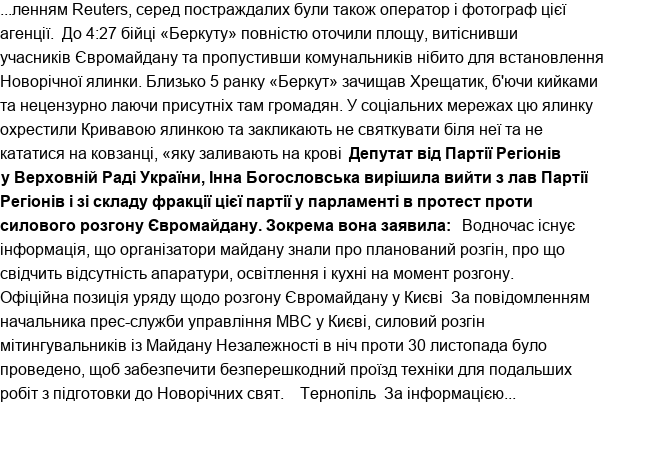 ...ленням Reuters, серед постраждалих були також оператор і фотограф цієї
агенції.  До 4:27 бійці «Беркуту» повністю оточили площу, витіснивши
учасників Євромайдану та пропустивши комунальників нібито для встановлення
Новорічної ялинки. Близько 5 ранку «Беркут» зачищав Хрещатик, б'ючи кийками
та нецензурно лаючи присутніх там громадян. У соціальних мережах цю ялинку
охрестили Кривавою ялинкою та закликають не святкувати біля неї та не
кататися на ковзанці, «яку заливають на крові  Депутат від Партії Регіонів
у Верховній Раді України, Інна Богословська вирішила вийти з лав Партії
Регіонів і зі складу фракції цієї партії у парламенті в протест проти
силового розгону Євромайдану. Зокрема вона заявила:   Водночас існує
інформація, що організатори майдану знали про планований розгін, про що
свідчить відсутність апаратури, освітлення і кухні на момент розгону.
Офіційна позиція уряду щодо розгону Євромайдану у Києві  За повідомленням
начальника прес-служби управління МВС у Києві, силовий розгін
мітингувальників із Майдану Незалежності в ніч проти 30 листопада було
проведено, щоб забезпечити безперешкодний проїзд техніки для подальших
робіт з підготовки до Новорічних свят.    Тернопіль  За інформацією...